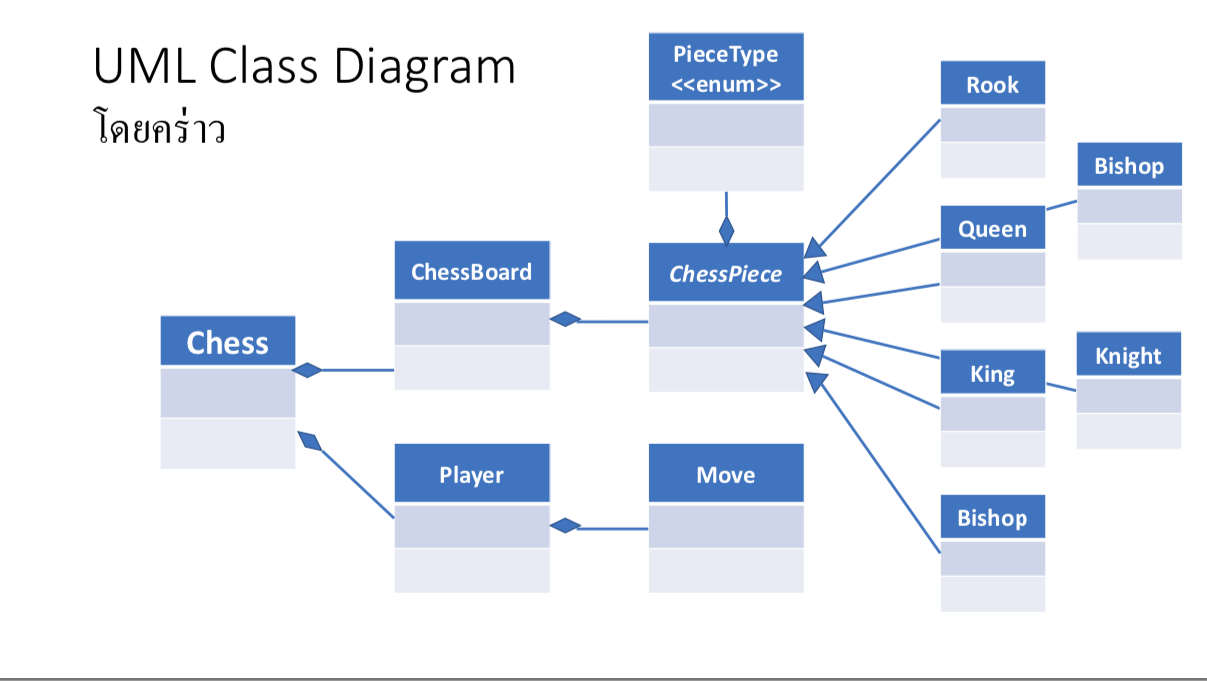 UML Class Diagram
โดยคร่าว
PieceType
<<enum>>
Rook
Bishop
Queen
ChessBoard
ChessPiece
Chess
Knight
King
Player
Move
Bishop